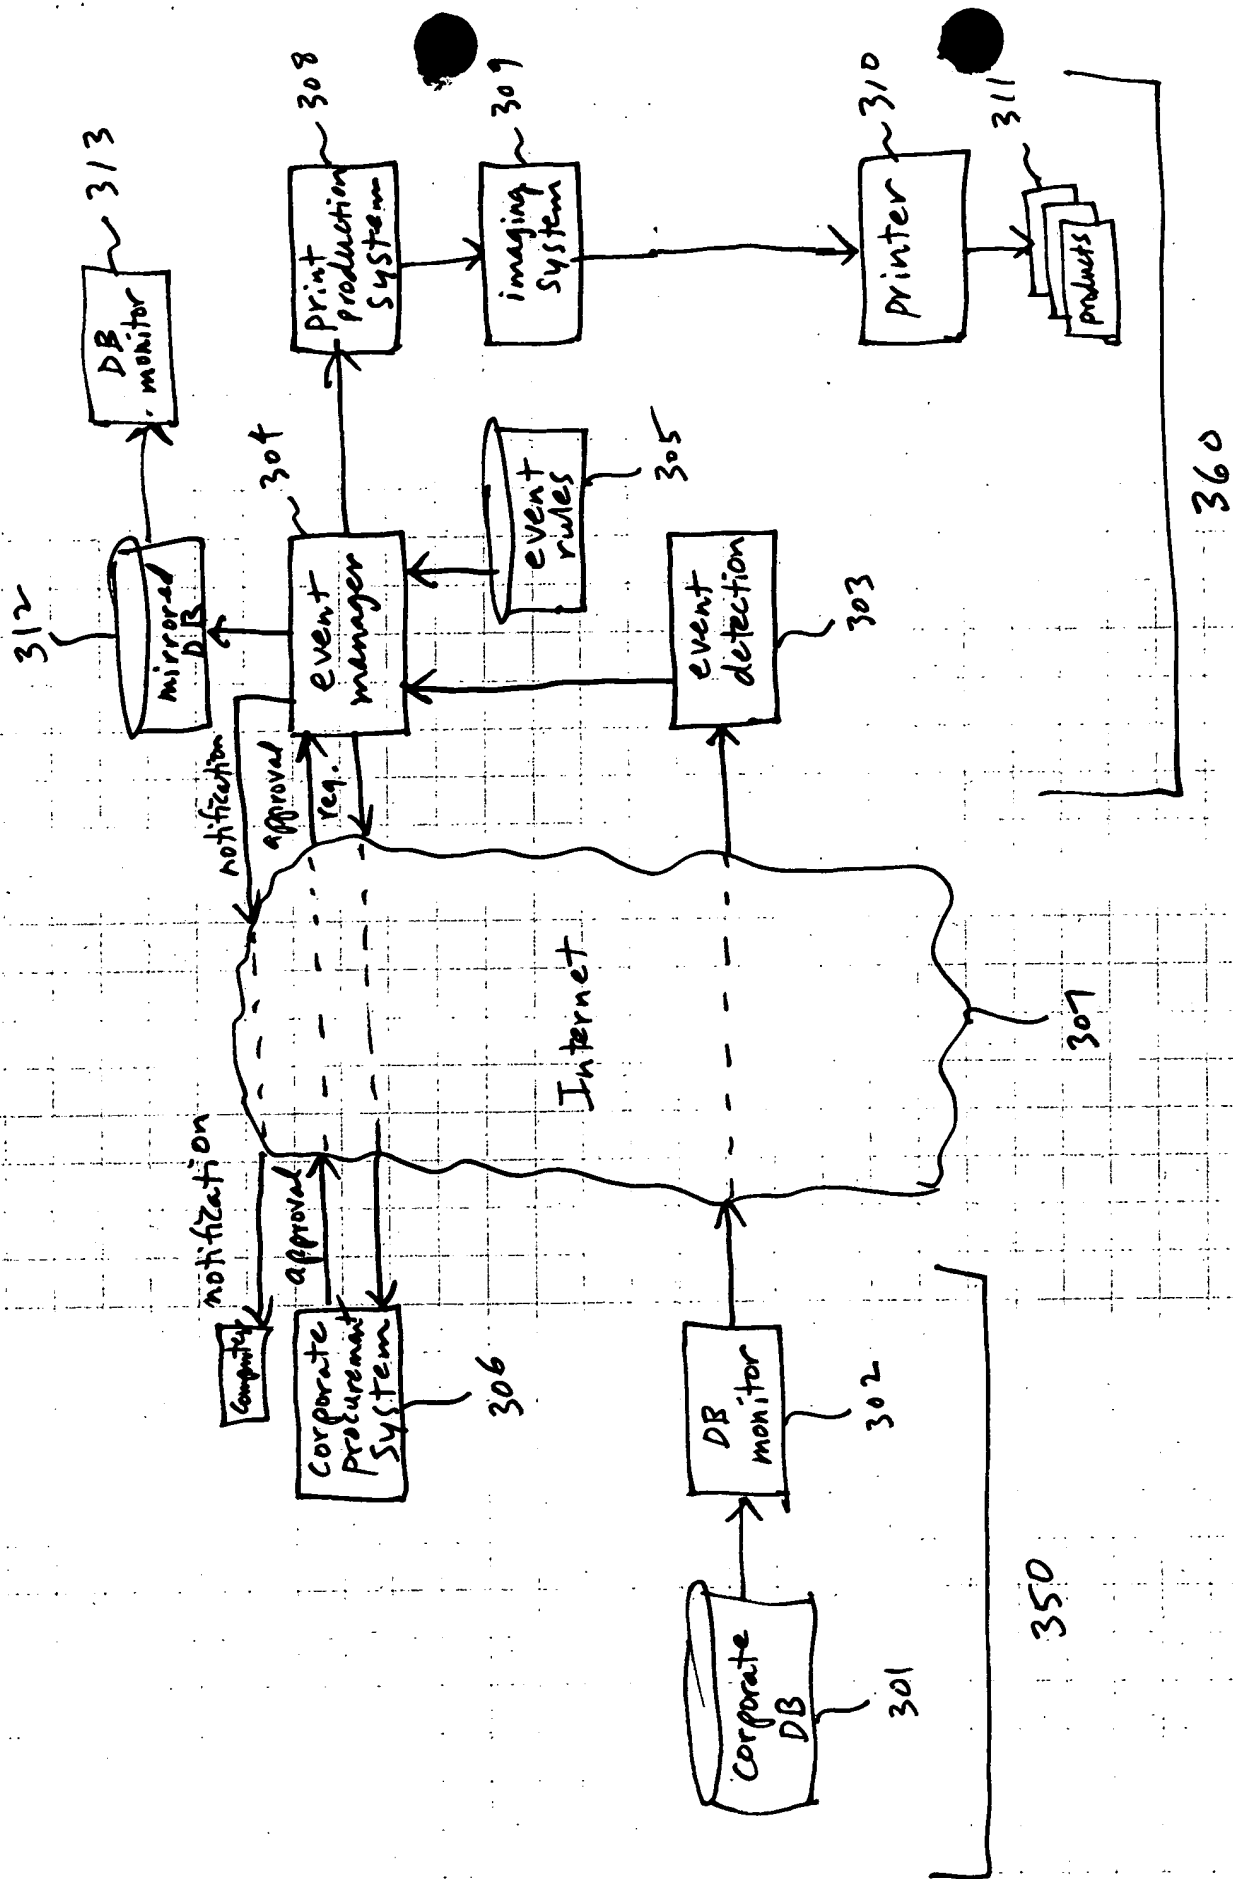 312
313
mirrored
DB
DB
monitor
notification
notification
Computer
approval
approval
req.
304
event
manager
308
print
production
system
corporate
procurement
system
306
309
imaging
system
event
rules
305
Internet
corporate
DB
301
DB
monitor
302
event
detection
303
310
printer
311
products
307
350
360